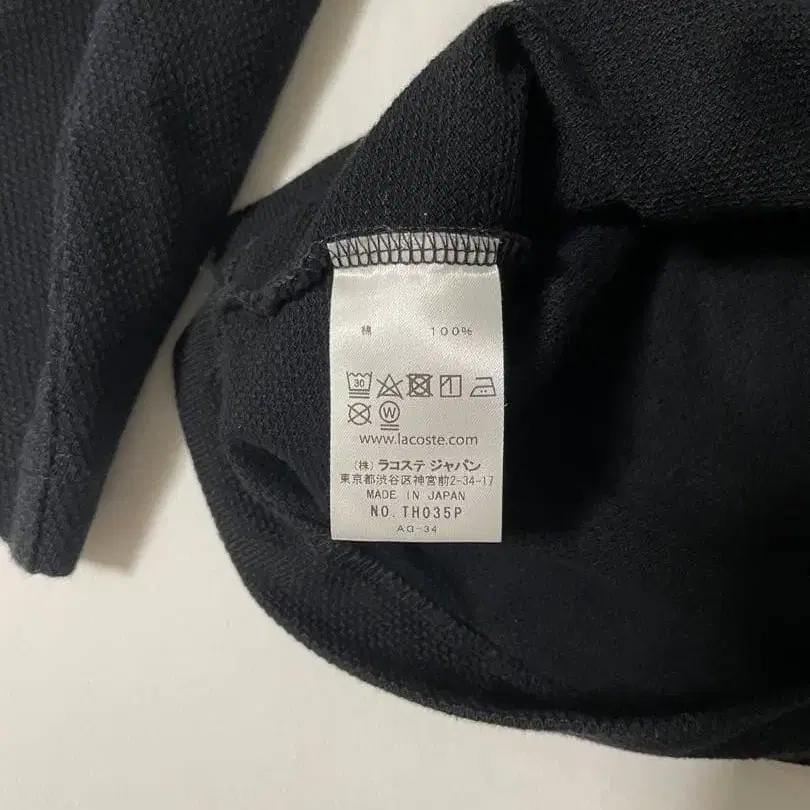 綿 100%
30
W
www.lacoste.com
(株) ラコステ ジャパン
東京都渋谷区神宮前2-34-17
MADE IN JAPAN
NO. TH035P
AG-34